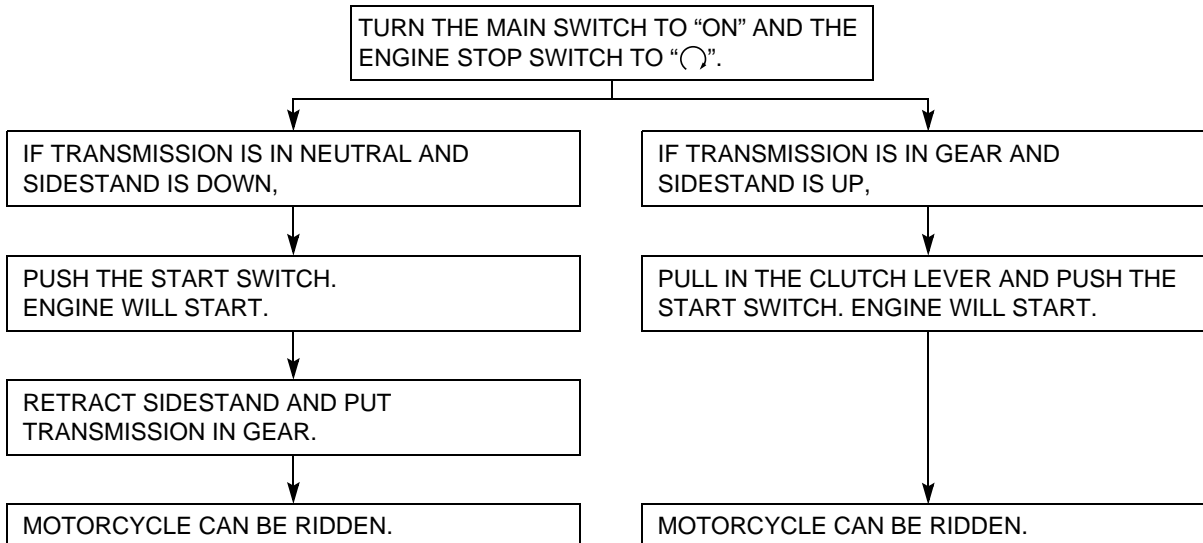 TURN THE MAIN SWITCH TO “ON” AND THE
ENGINE STOP SWITCH TO “”.
IF TRANSMISSION IS IN NEUTRAL AND
SIDESTAND IS DOWN,
PUSH THE START SWITCH.
ENGINE WILL START.
RETRACT SIDESTAND AND PUT
TRANSMISSION IN GEAR.
MOTORCYCLE CAN BE RIDDEN.
IF TRANSMISSION IS IN GEAR AND
SIDESTAND IS UP,
PULL IN THE CLUTCH LEVER AND PUSH THE
START SWITCH. ENGINE WILL START.
MOTORCYCLE CAN BE RIDDEN.